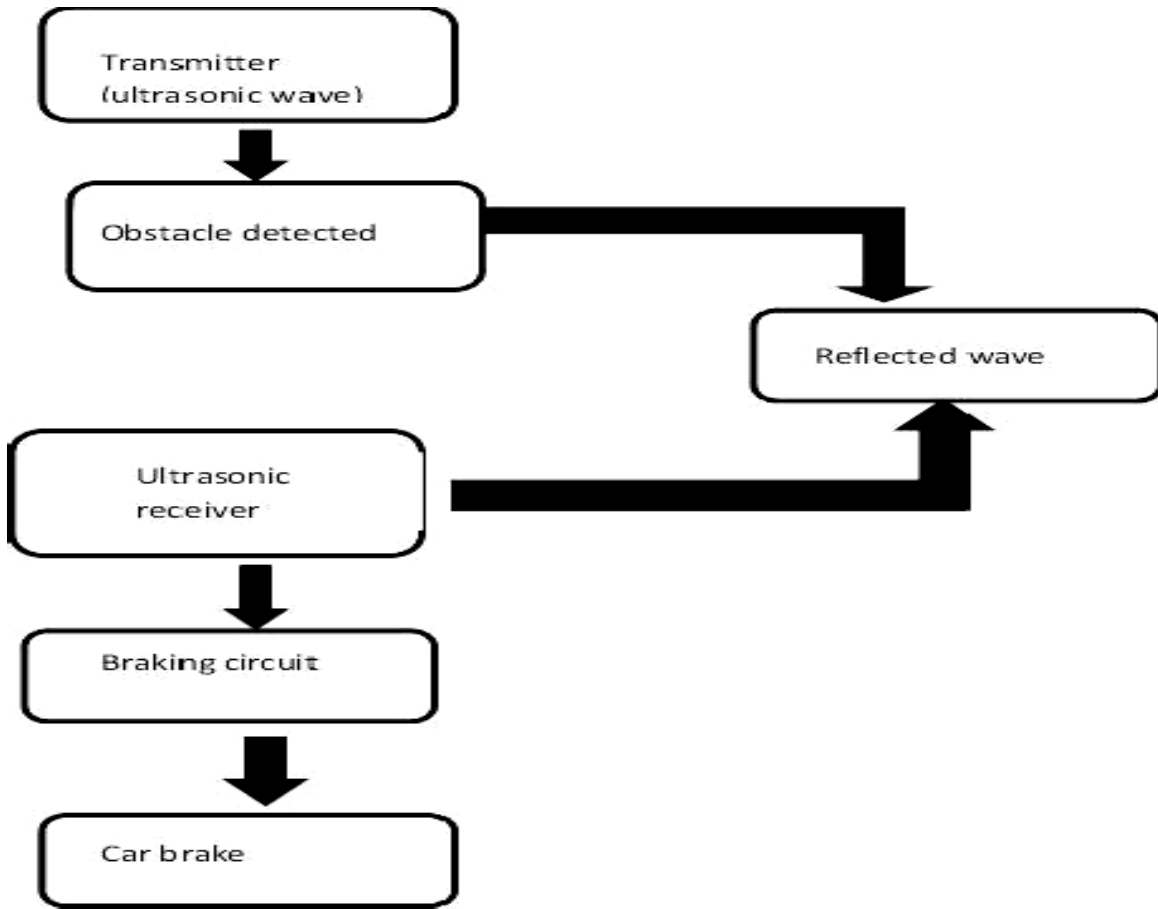 Transmitter
(ultrasonic wave)
Obstacle detected
Reflected wave
Ultrasonic
receiver
Braking circuit
Car brake